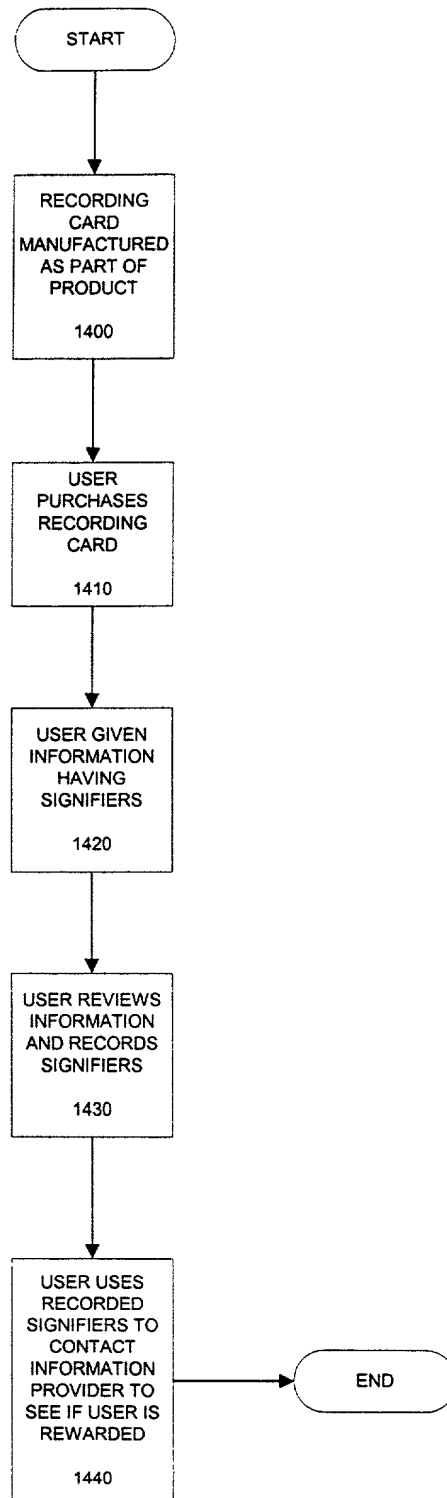 START
RECORDING
CARD
MANUFACTURED
AS PART OF
PRODUCT
1400
USER
PURCHASES
RECORDING
CARD
1410
USER GIVEN
INFORMATION
HAVING
SIGNIFIERS
1420
USER REVIEWS
INFORMATION
AND RECORDS
SIGNIFIERS
1430
USER USES
RECORDED
SIGNIFIERS TO
CONTACT
INFORMATION
PROVIDER TO
SEE IF USER IS
REWARDED
1440
END